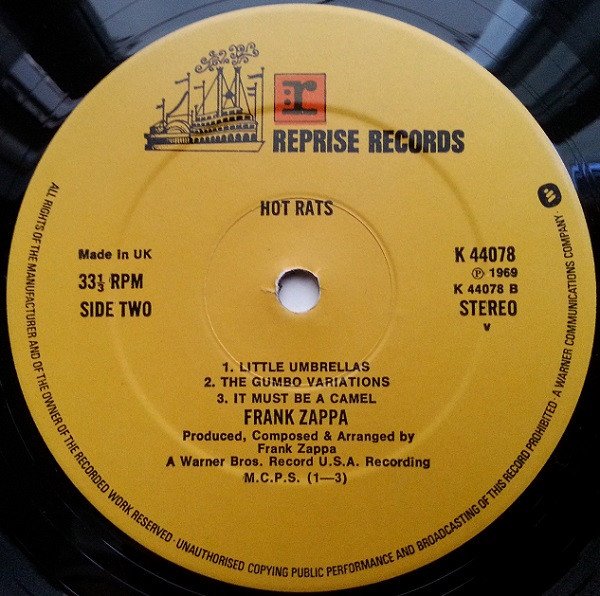 r
REPRISE RECORDS
HOT RATS
Made In UK
33⅓ RPM
SIDE TWO
K 44078
Ⓟ 1969
K 44078 B
STEREO
v
1. LITTLE UMBRELLAS
2. THE GUMBO VARIATIONS
3. IT MUST BE A CAMEL
FRANK ZAPPA
Produced, Composed & Arranged by
Frank Zappa
A Warner Bros. Record U.S.A. Recording
M.C.P.S. (1—3)
ALL RIGHTS OF THE MANUFACTURER AND OF THE OWNER OF THE RECORDED WORK RESERVED · UNAUTHORISED COPYING PUBLIC PERFORMANCE AND BROADCASTING OF THIS RECORD PROHIBITED · A WARNER COMMUNICATIONS COMPANY